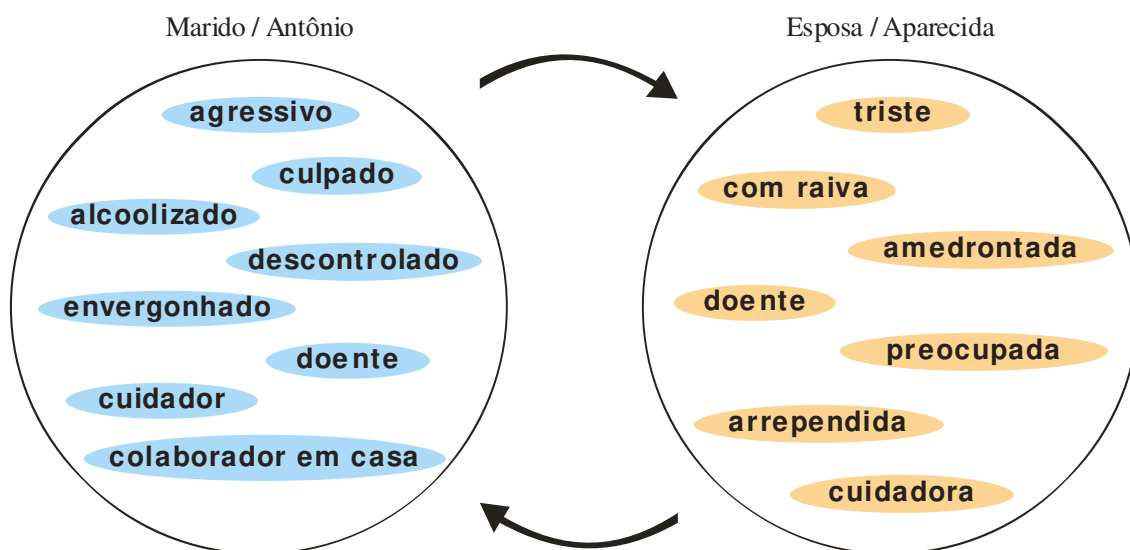 Marido / Antônio
agressivo
culpado
alcoolizado
descontrolado
envergonhado
doente
cuidador
colaborador em casa
Esposa / Aparecida
triste
com raiva
amedrontada
doente
preocupada
arrependida
cuidadora